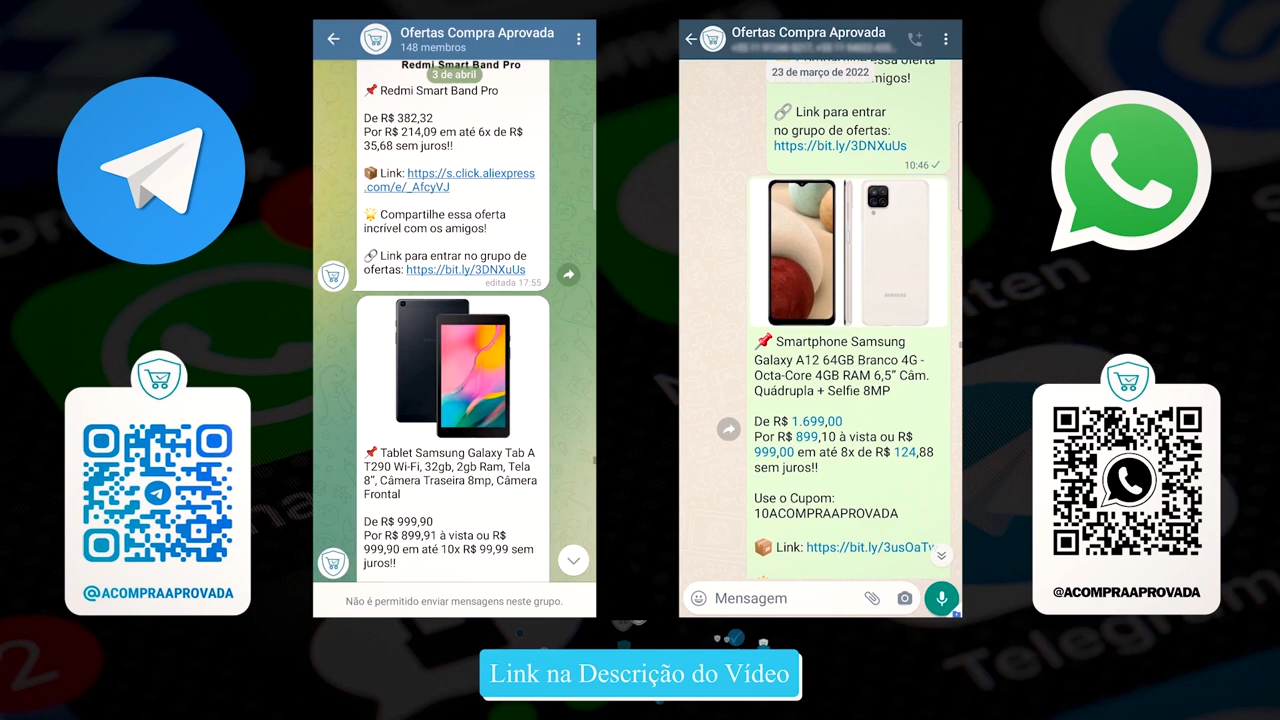 Ofertas Compra Aprovada
148 membros
Redmi Smart Band Pro
3 de abril
📌 Redmi Smart Band Pro
De R$ 382,32
Por R$ 214,09 em até 6x de R$
35,68 sem juros!!
📦 Link: https://s.click.aliexpress
.com/e/_AfcyVJ
🌟 Compartilhe essa oferta
incrível com os amigos!
🔗 Link para entrar no grupo de
ofertas: https://bit.ly/3DNXuUs
editada 17:55
📌 Tablet Samsung Galaxy Tab A
T290 Wi-Fi, 32gb, 2gb Ram, Tela
8”, Câmera Traseira 8mp, Câmera
Frontal
De R$ 999,90
Por R$ 899,91 à vista ou R$
999,90 em até 10x R$ 99,99 sem
juros!!
Não é permitido enviar mensagens neste grupo.
@ACOMPRAAPROVADA
Ofertas Compra Aprovada
essa oferta
23 de março de 2022
migos!
🔗 Link para entrar
no grupo de ofertas:
https://bit.ly/3DNXuUs
10:46
SAMSUNG
📌 Smartphone Samsung
Galaxy A12 64GB Branco 4G -
Octa-Core 4GB RAM 6,5” Câm.
Quádrupla + Selfie 8MP
De R$ 1.699,00
Por R$ 899,10 à vista ou R$
999,00 em até 8x de R$ 124,88
sem juros!!
Use o Cupom:
10ACOMPRAAPROVADA
📦 Link: https://bit.ly/3usOaTw
Mensagem
@ACOMPRAAPROVADA
Telegram
2
Link na Descrição do Vídeo